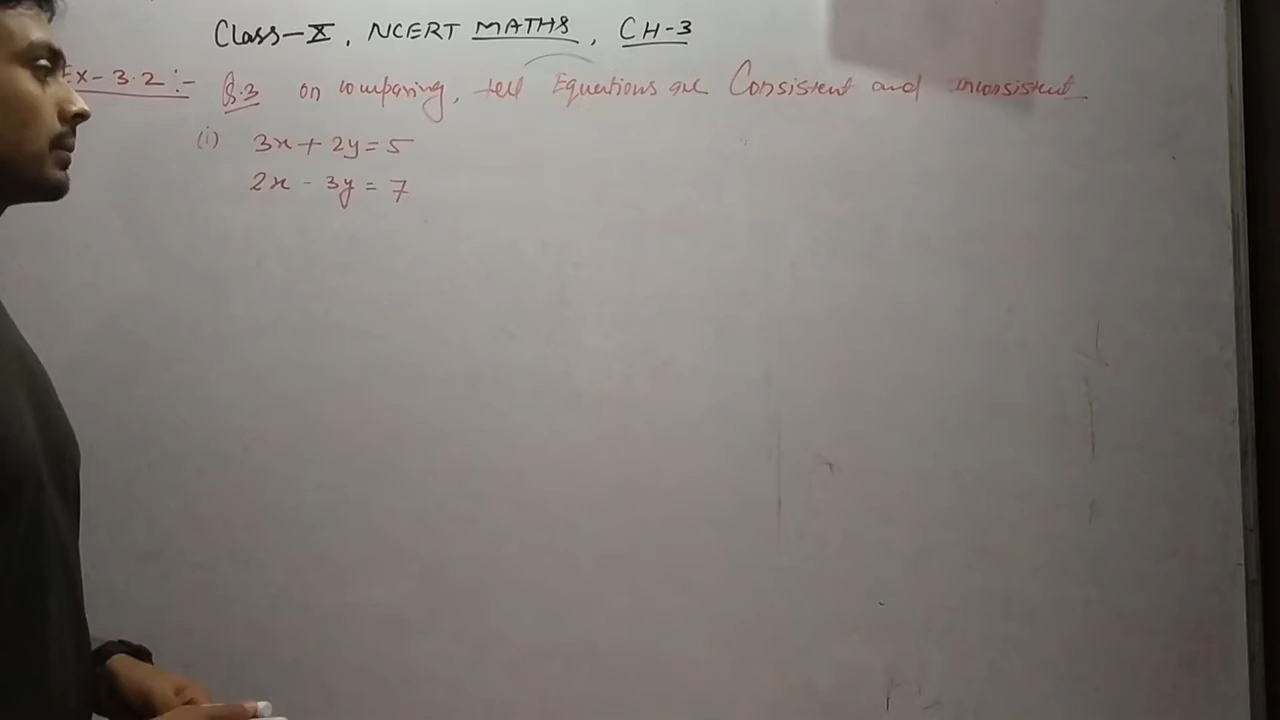 Class-X, NCERT MATHS, CH-3
Ex-3.2:- Q.3 on comparing, tell Equations are Consistent and inconsistent
(i) 3x + 2y = 5
2x - 3y = 7